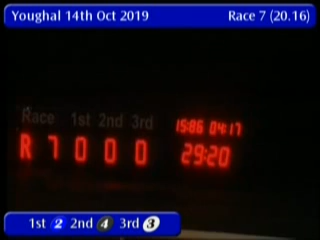 Youghal 14th Oct 2019 Race 7 (20.16)
Race 1st 2nd 3rd 15:86 04:17
R 7 0 0 0 29:20
1st 2 2nd 4 3rd 3